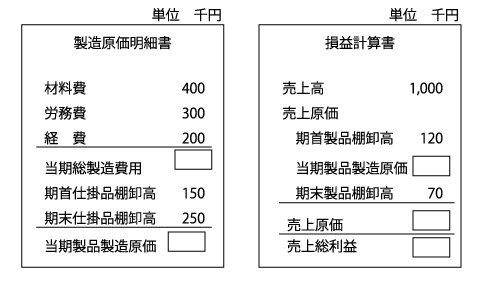 単位 千円
製造原価明細書
材料費 400
労務費 300
経 費 200
当期総製造費用
期首仕掛品棚卸高 150
期末仕掛品棚卸高 250
当期製品製造原価
単位 千円
損益計算書
売上高 1,000
売上原価
期首製品棚卸高 120
当期製品製造原価
期末製品棚卸高 70
売上原価
売上総利益